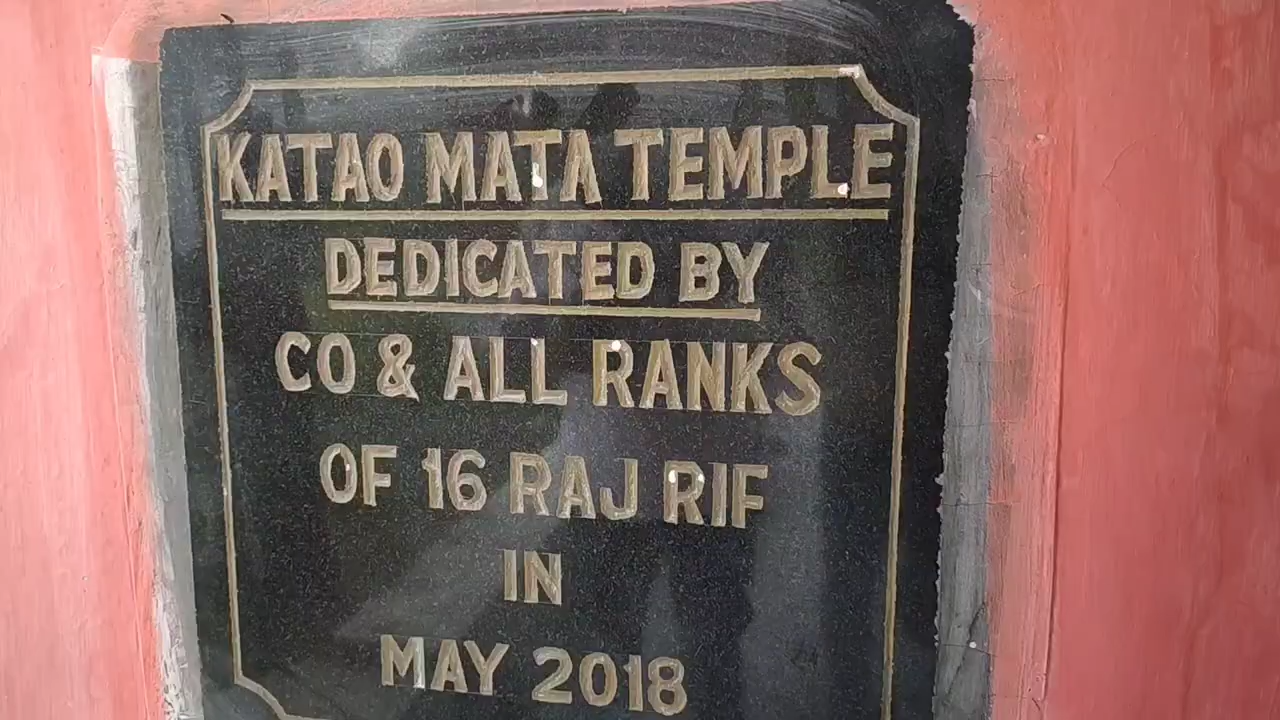 KATAO MATA TEMPLE
DEDICATED BY
CO & ALL RANKS
OF 16 RAJ RIF
IN
MAY 2018